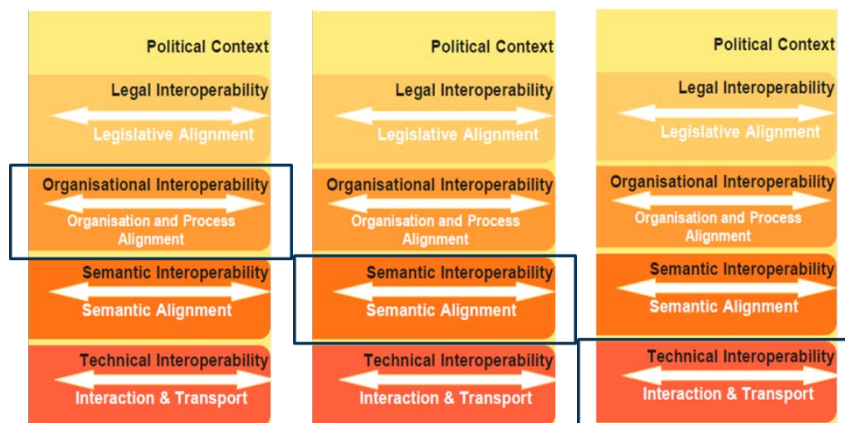 Political Context
Legal Interoperability
Legislative Alignment
Organisational Interoperability
Organisation and Process
Alignment
Semantic Interoperability
Semantic Alignment
Technical Interoperability
Interaction & Transport
Political Context
Legal Interoperability
Legislative Alignment
Organisational Interoperability
Organisation and Process
Alignment
Semantic Interoperability
Semantic Alignment
Technical Interoperability
Interaction & Transport
Political Context
Legal Interoperability
Legislative Alignment
Organisational Interoperability
Organisation and Process
Alignment
Semantic Interoperability
Semantic Alignment
Technical Interoperability
Interaction & Transport